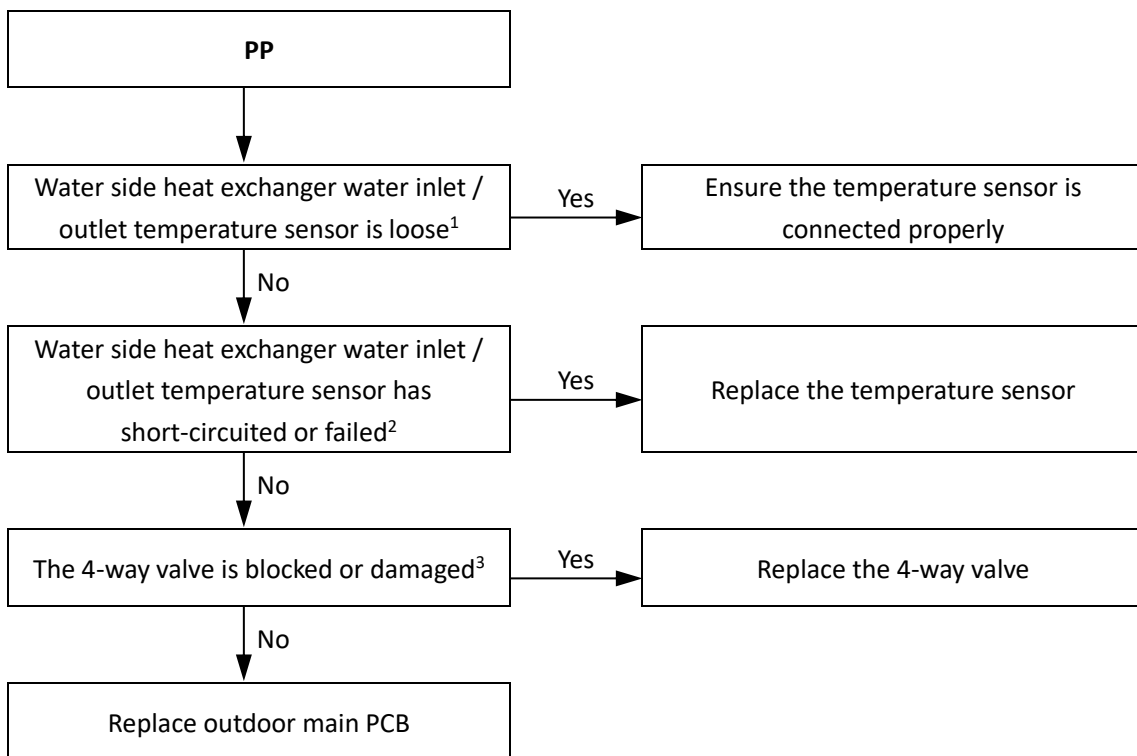 PP
Water side heat exchanger water inlet /
outlet temperature sensor is loose¹
Yes
Ensure the temperature sensor is
connected properly
No
Water side heat exchanger water inlet /
outlet temperature sensor has
short-circuited or failed²
Yes
Replace the temperature sensor
No
The 4-way valve is blocked or damaged³
Yes
Replace the 4-way valve
No
Replace outdoor main PCB